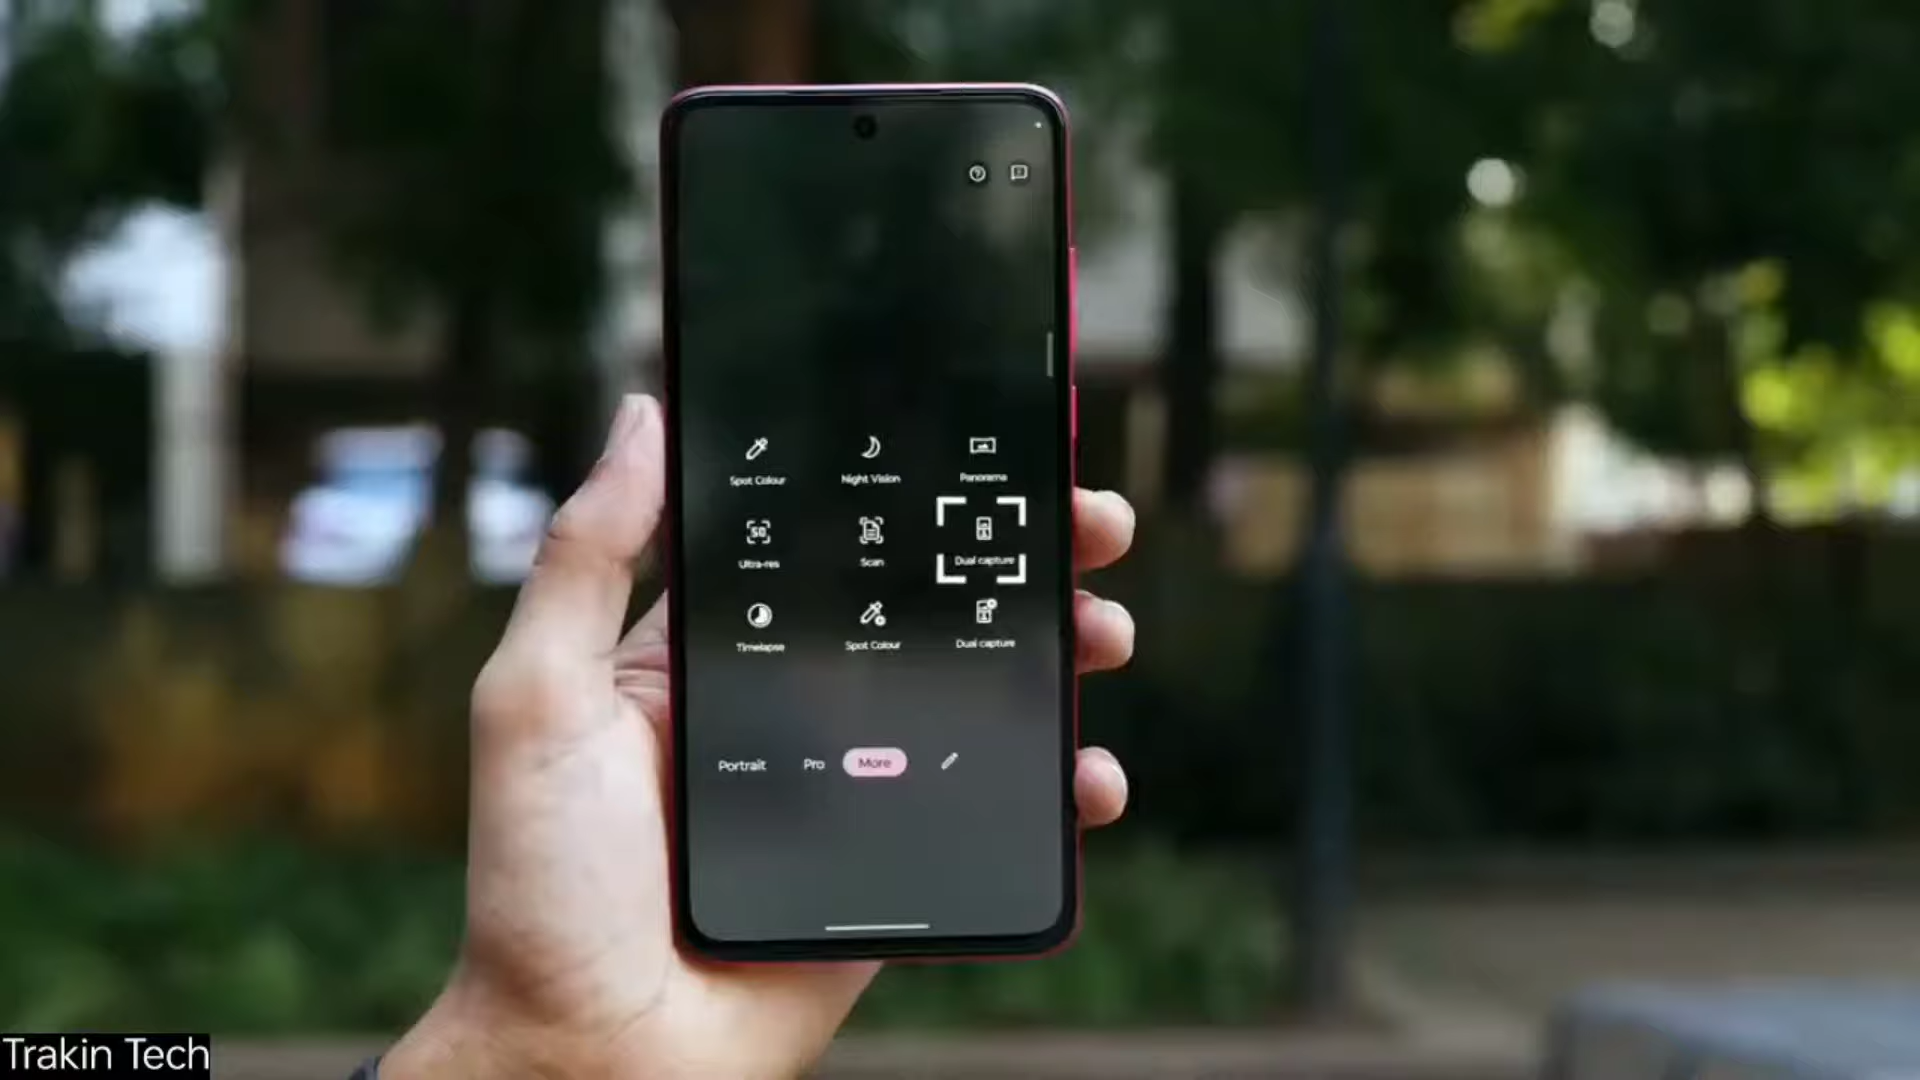 Spot Colour
Night Vision
Panorama
50
Ultra-res
Scan
Dual capture
Timelapse
Spot Colour
Dual capture
Portrait
Pro
More
Trakin Tech